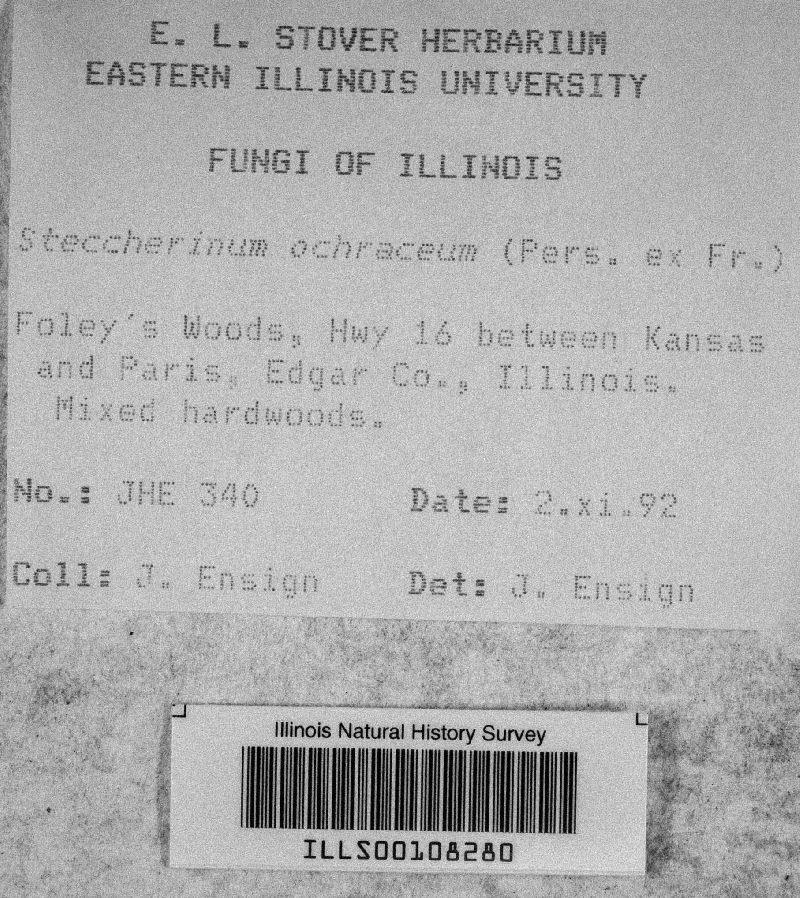 E. L. STOVER HERBARIUM
EASTERN ILLINOIS UNIVERSITY
FUNGI OF ILLINOIS
Steccherinum ochraceum (Pers. ex Fr.)
Foley's Woods, Hwy 16 between Kansas
and Paris, Edgar Co., Illinois.
Mixed hardwoods.
No.: JHE 340 Date: 2.xi.92
Coll: J. Ensign Det: J. Ensign
Illinois Natural History Survey
ILLS00108280